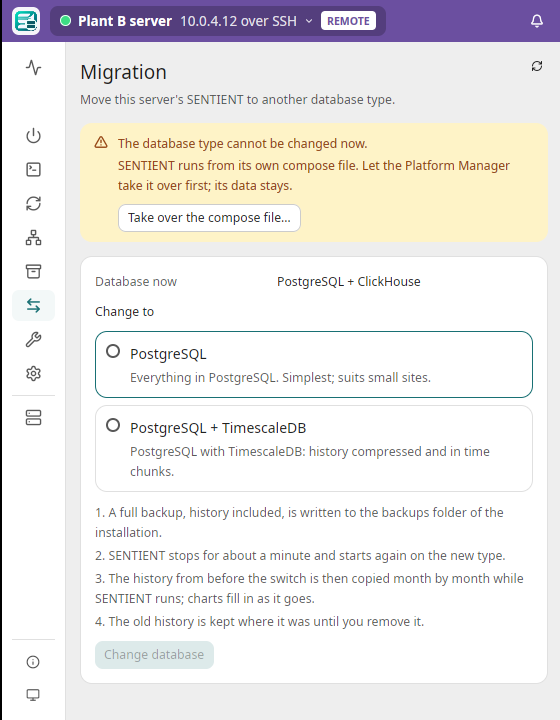 Plant B server 10.0.4.12 over SSH REMOTE
Migration
Move this server's SENTIENT to another database type.
The database type cannot be changed now.
SENTIENT runs from its own compose file. Let the Platform Manager
take it over first; its data stays.
Take over the compose file...
Database now PostgreSQL + ClickHouse
Change to
PostgreSQL
Everything in PostgreSQL. Simplest; suits small sites.
PostgreSQL + TimescaleDB
PostgreSQL with TimescaleDB: history compressed and in time
chunks.
1. A full backup, history included, is written to the backups folder of the
installation.
2. SENTIENT stops for about a minute and starts again on the new type.
3. The history from before the switch is then copied month by month while
SENTIENT runs; charts fill in as it goes.
4. The old history is kept where it was until you remove it.
Change database